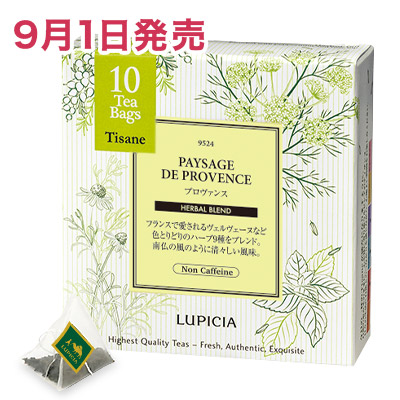 9月1日発売
10
Tea
Bags
Tisane
9524
PAYSAGE
DE PROVENCE
プロヴァンス
HERBAL BLEND
フランスで愛されるヴェルヴェーヌなど
色とりどりのハーブ9種をブレンド。
南仏の風のように清々しい風味。
Non Caffeine
LUPICIA
Highest Quality Teas – Fresh, Authentic, Exquisite
LUPICIA